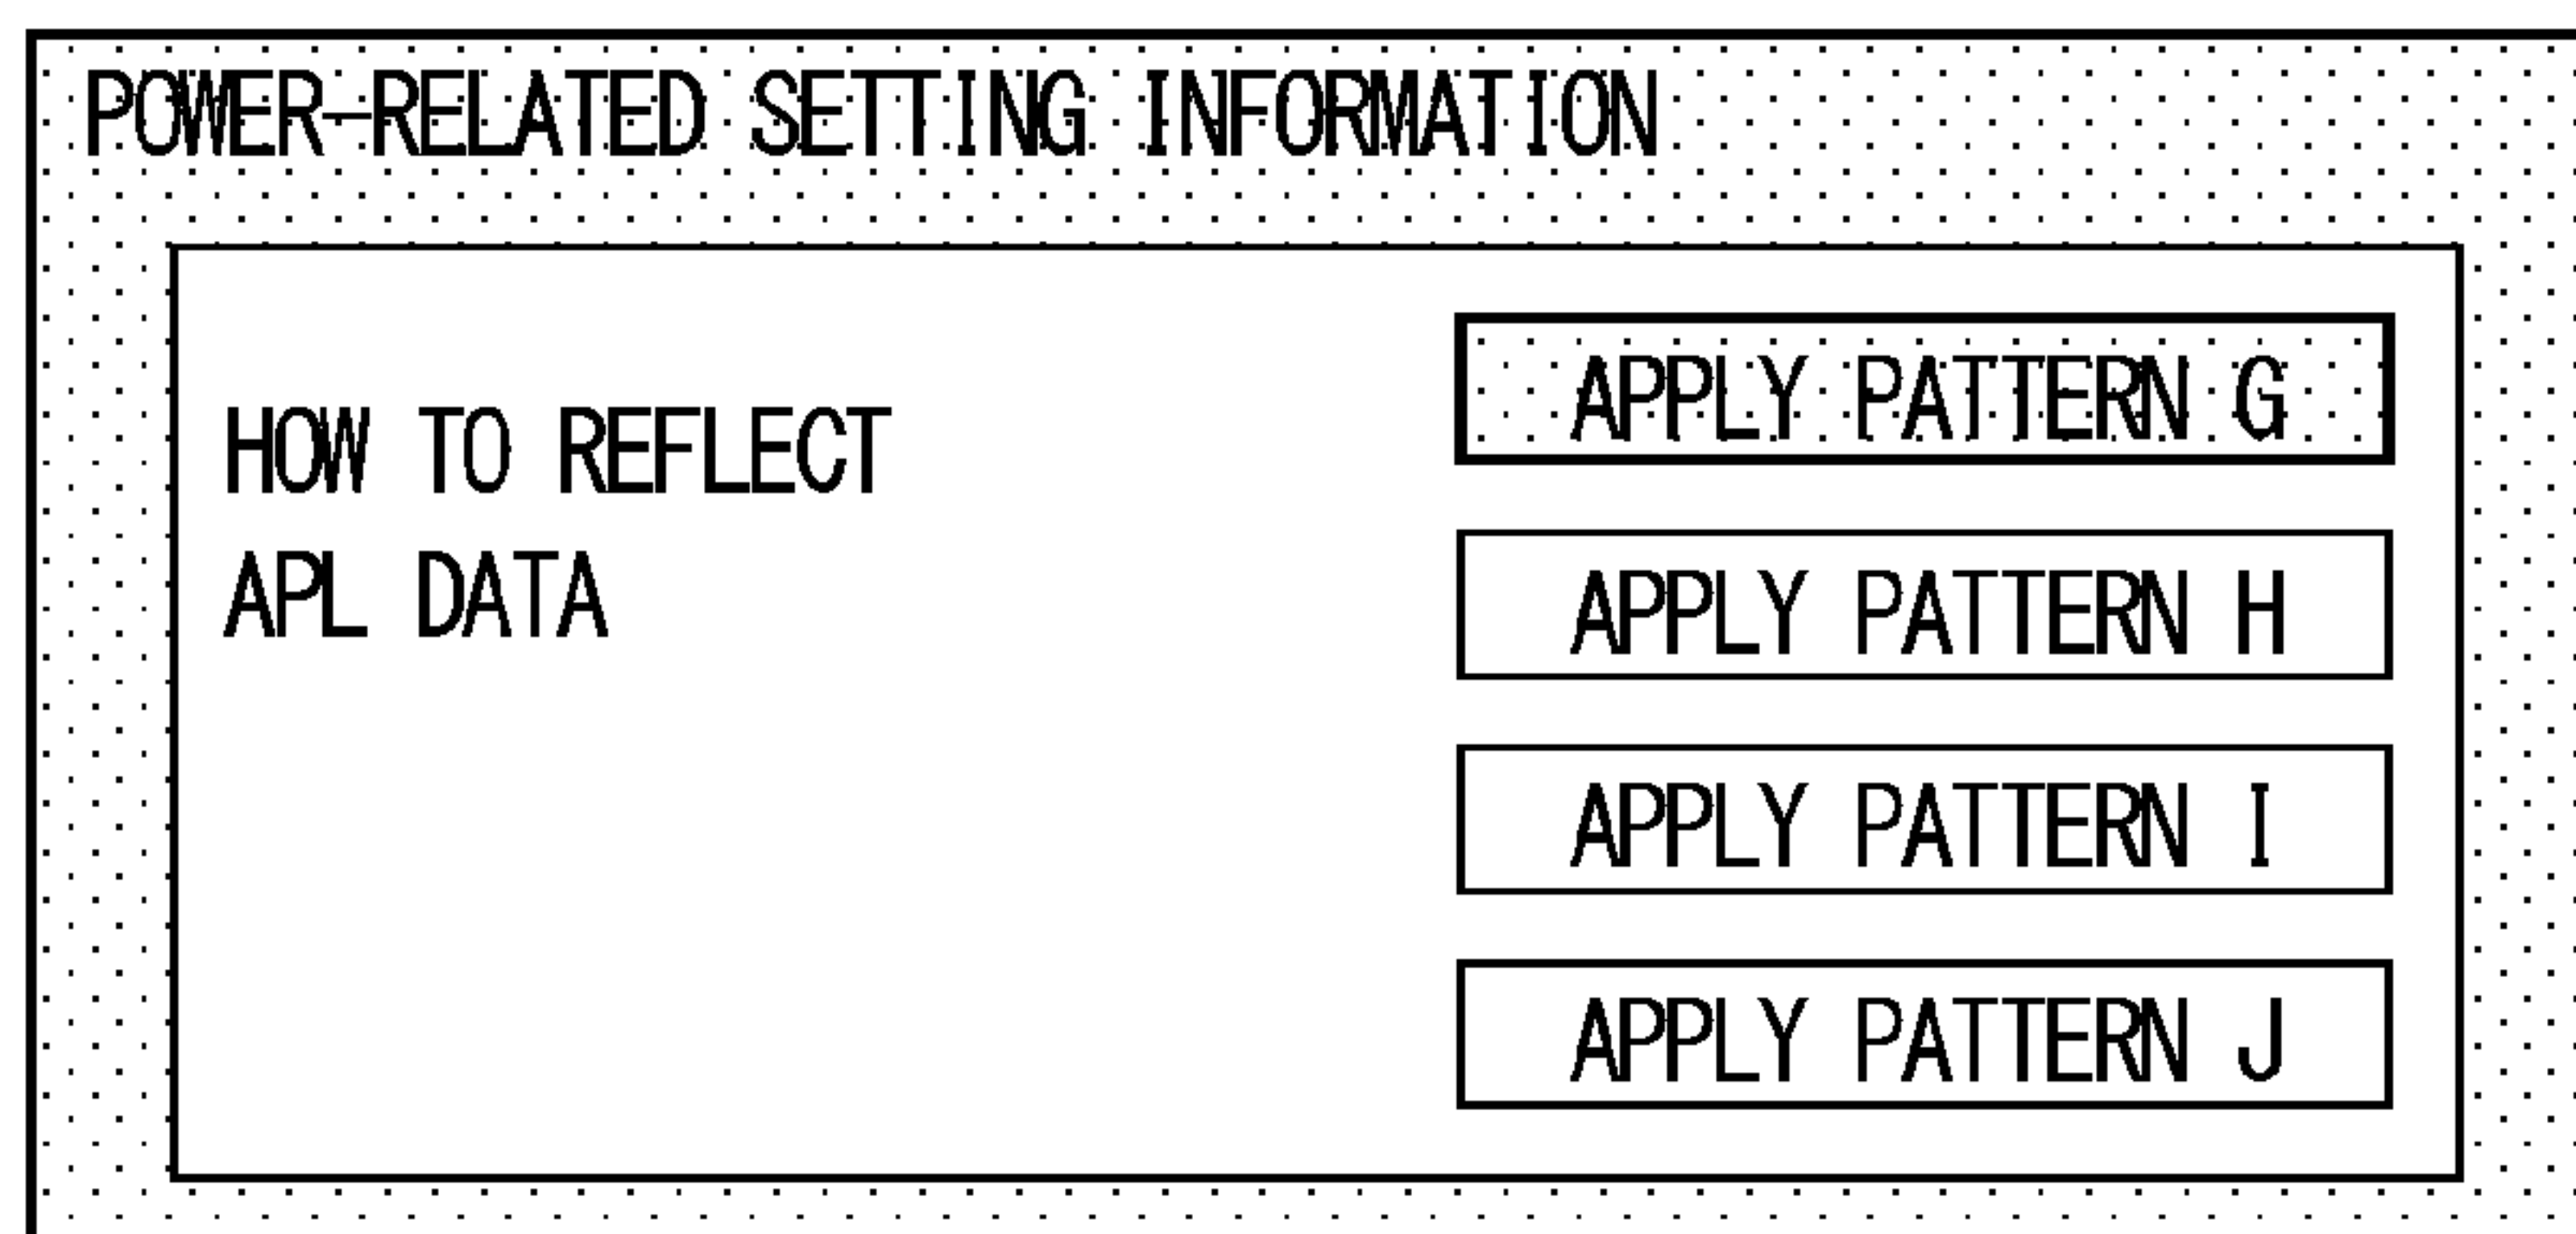 POWER-RELATED SETTING INFORMATION
HOW TO REFLECT
APL DATA
APPLY PATTERN G
APPLY PATTERN H
APPLY PATTERN I
APPLY PATTERN J